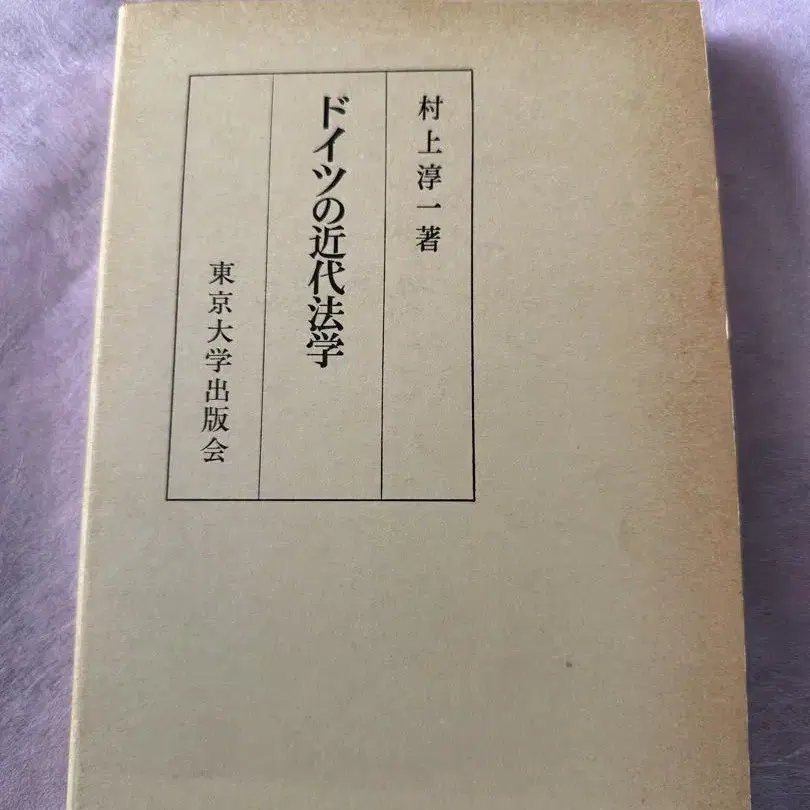 村上淳一著
ドイツの近代法学
東京大学出版会